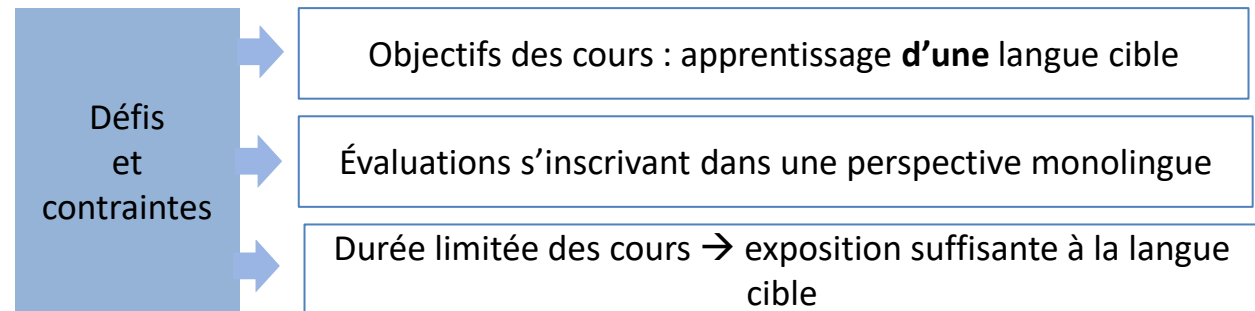 Défis
et
contraintes
Objectifs des cours : apprentissage d’une langue cible
Évaluations s’inscrivant dans une perspective monolingue
Durée limitée des cours → exposition suffisante à la langue
cible